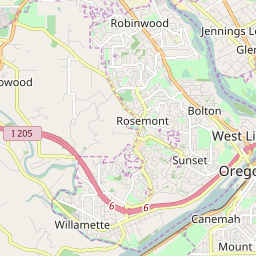 Robinwood
Jennings Lo
Glen
owood
Bolton
Rosemont
I 205
West Li
Sunset
Orego
6
6
Canemah
Willamette
Mount